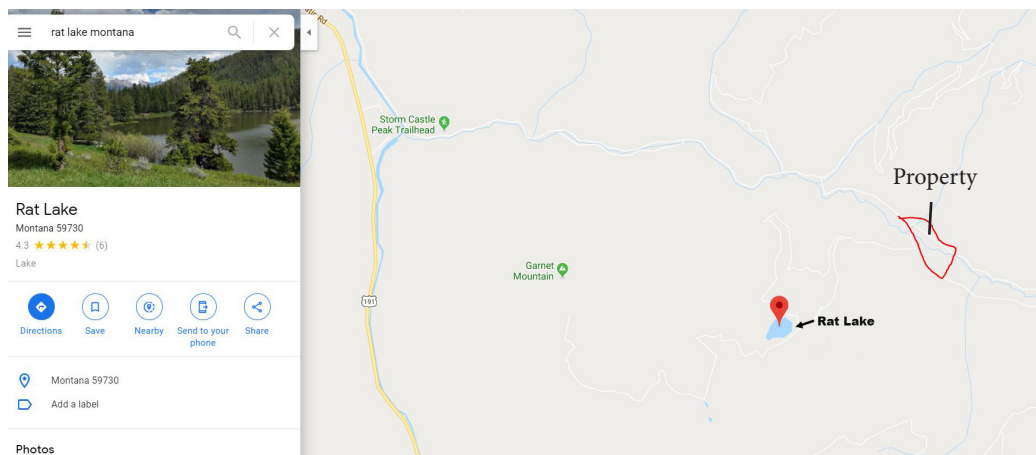 rat lake montana
Rat Lake
Montana 59730
4.3 ★★★★★ (6)
Lake
Directions
Save
Nearby
Send to your
phone
Share
Montana 59730
Add a label
Photos
Storm Castle
Peak Trailhead
Property
Garnet
Mountain
191
Rat Lake